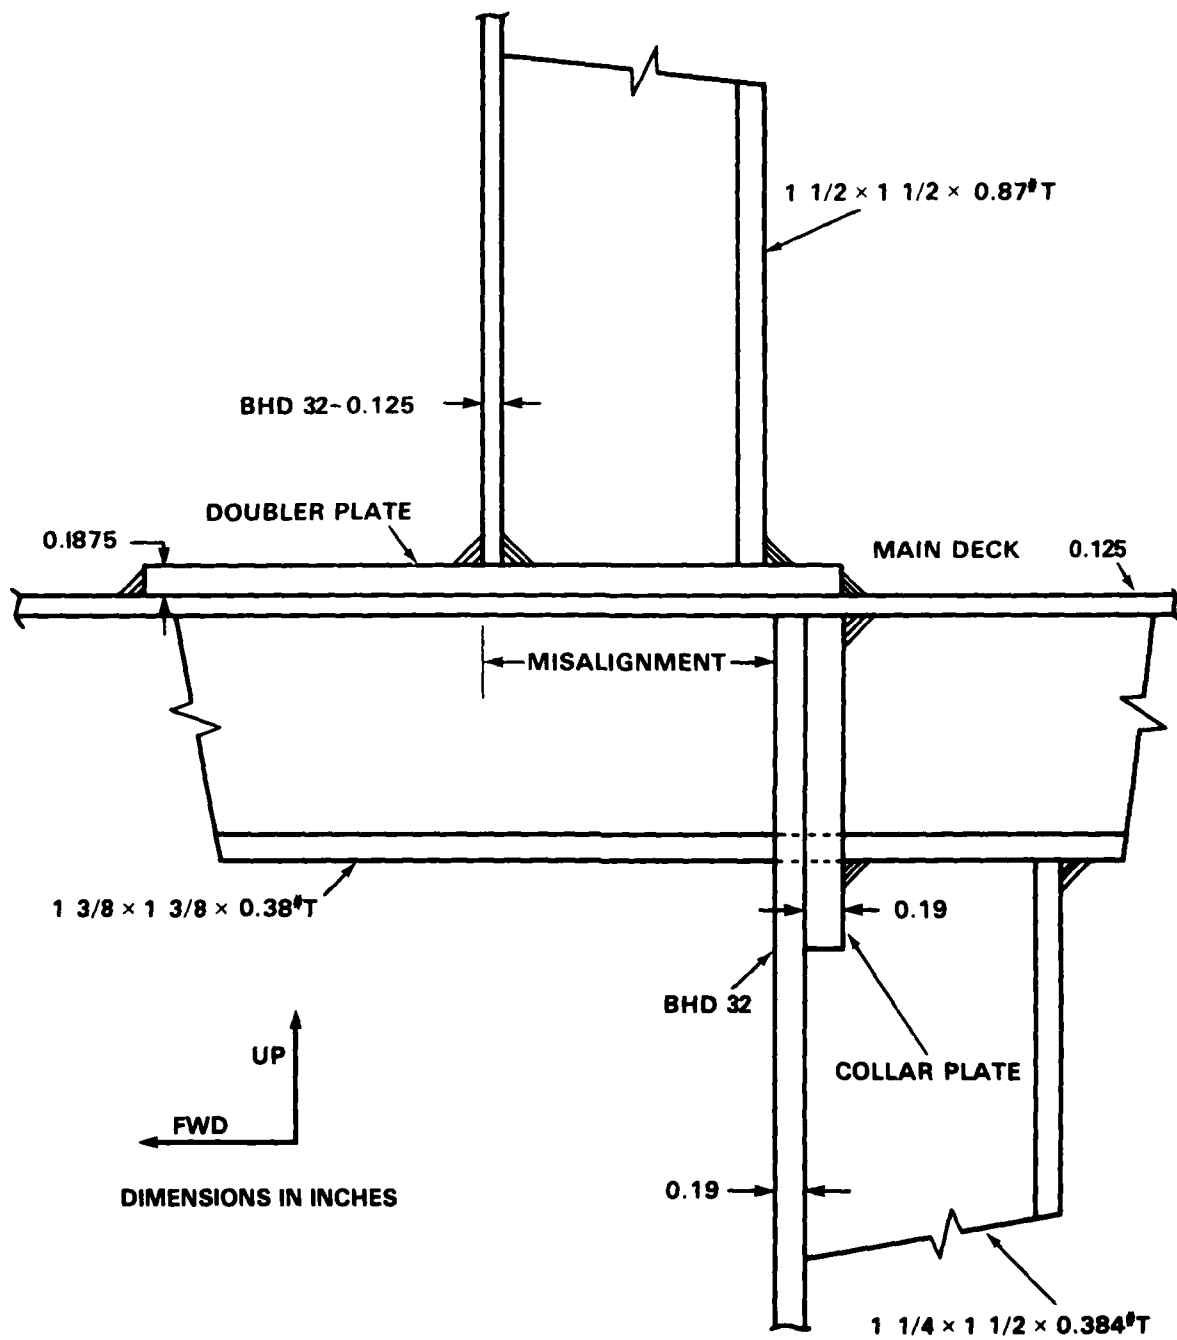 1 1/2 × 1 1/2 × 0.87#T
BHD 32-0.125
DOUBLER PLATE
0.1875
MAIN DECK 0.125
MISALIGNMENT
1 3/8 × 1 3/8 × 0.38#T
0.19
BHD 32
UP
COLLAR PLATE
FWD
DIMENSIONS IN INCHES
0.19
1 1/4 × 1 1/2 × 0.384#T